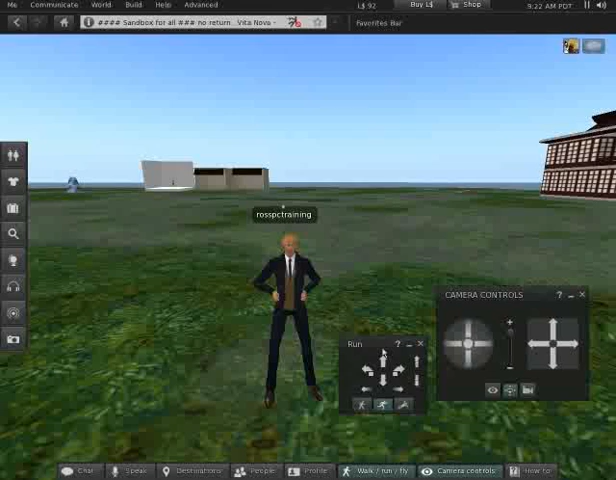 Me Communicate World Build Help Advanced L$ 92 Buy L$ Shop 9:22 AM PDT
#### Sandbox for all ### no return.. Vita Nova - Favorites Bar
rosspctraining
CAMERA CONTROLS ? _ ×
Run ? _ ×
Chat Speak Destinations People Profile Walk / run / fly Camera controls How to